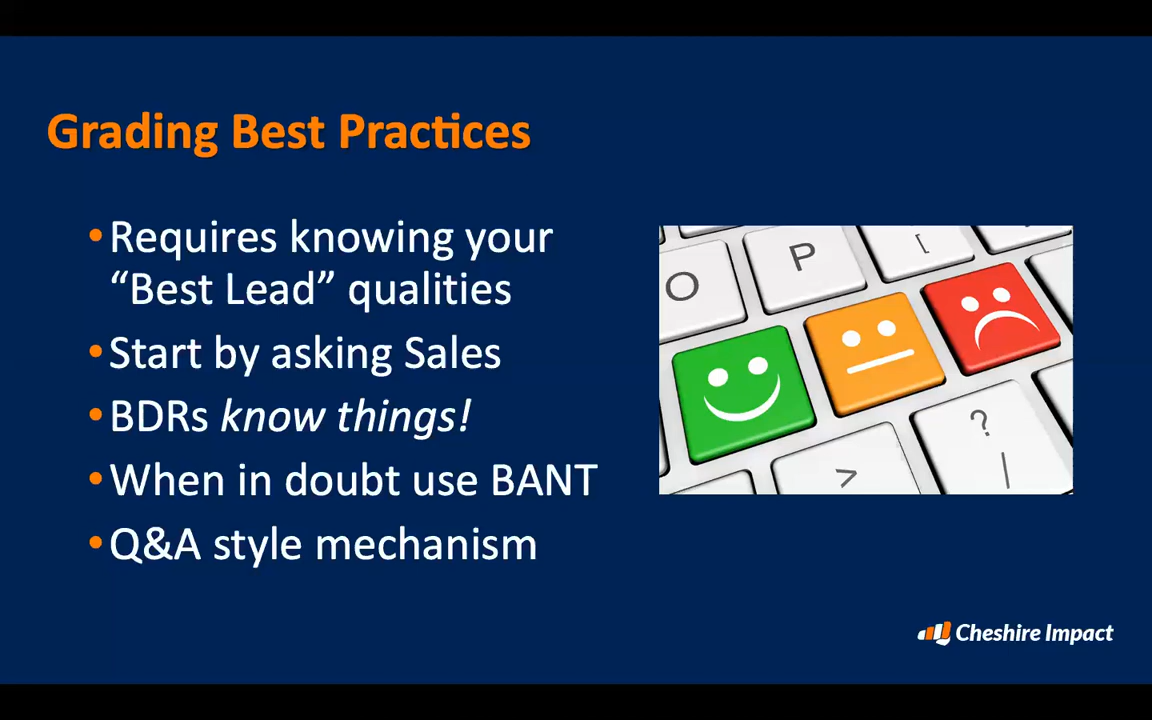 Grading Best Practices
•Requires knowing your
“Best Lead” qualities
•Start by asking Sales
•BDRs know things!
•When in doubt use BANT
•Q&A style mechanism
O
P
[
?
>
|
Cheshire Impact